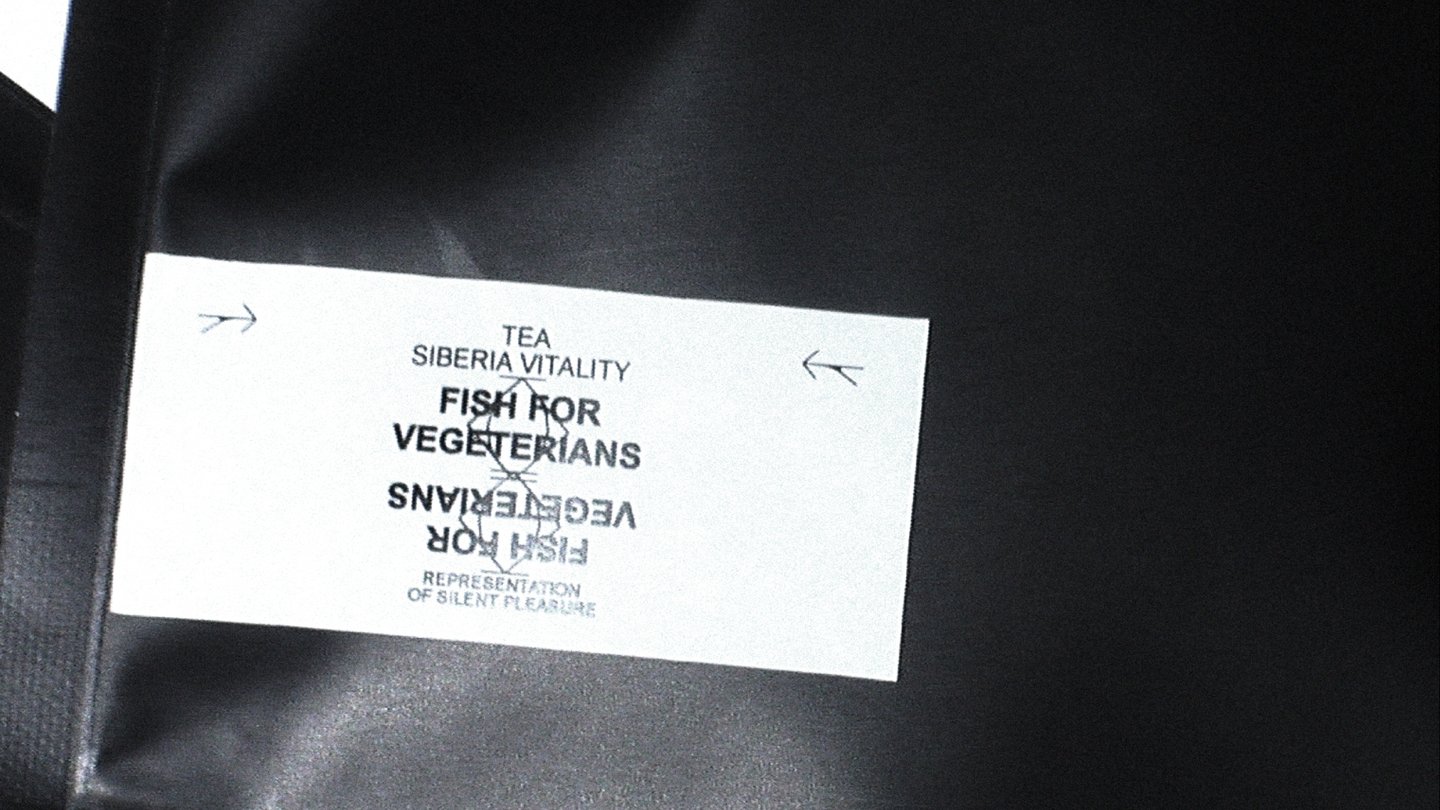 TEA
SIBERIA VITALITY
FISH FOR
VEGETERIANS
VEGETERIANS
FISH FOR
REPRESENTATION
OF SILENT PLEASURE